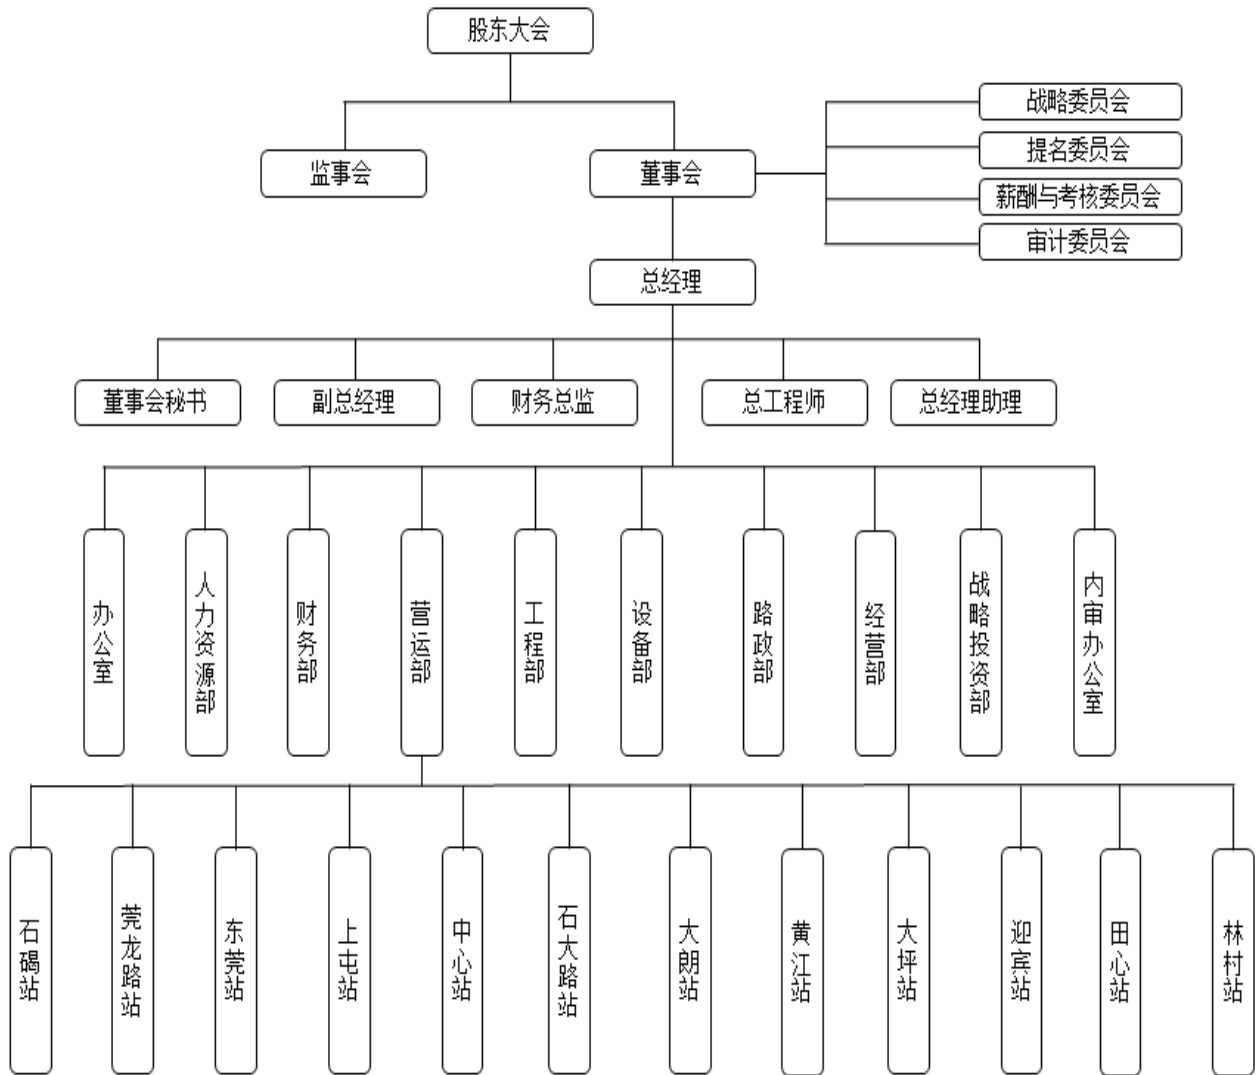 股东大会
战略委员会
监事会
董事会
提名委员会
薪酬与考核委员会
审计委员会
总经理
董事会秘书
副总经理
财务总监
总工程师
总经理助理
办公室
人力资源部
财务部
营运部
工程部
设备部
路政部
经营部
战略投资部
内审办公室
石碣站
莞龙路站
东莞站
上屯站
中心站
石大路站
大朗站
黄江站
大坪站
迎宾站
田心站
林村站